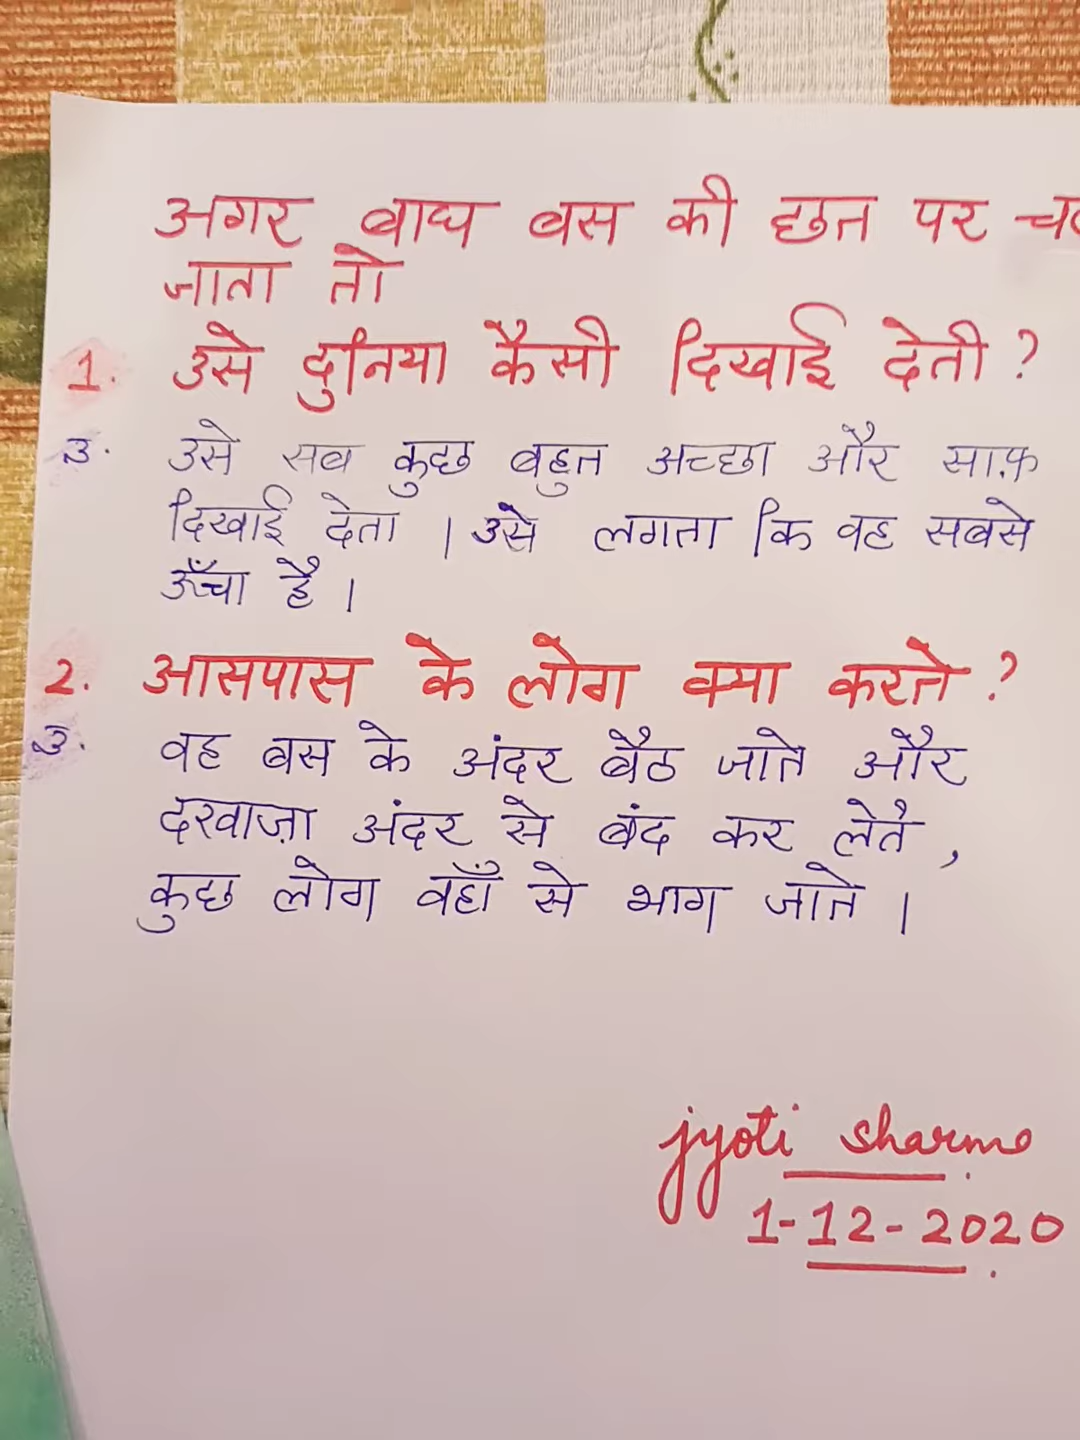 अगर बाघ बस की छत पर
जाता तो
1. उसे दुनिया कैसी दिखाई देती ?
उ. उसे सब कुछ बहुत अच्छा और साफ़
दिखाई देता । उसे लगता कि वह सबसे
ऊँचा है ।
2. आसपास के लोग क्या करते ?
उ. वह बस के अंदर बैठ जाते और
दरवाज़ा अंदर से बंद कर लेते ,
कुछ लोग वहाँ से भाग जाते ।
jyoti sharma
1-12-2020